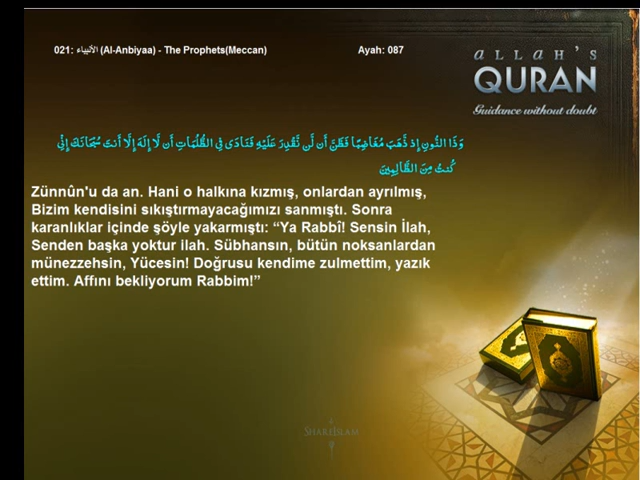 021: الأنبياء (Al-Anbiyaa) - The Prophets(Meccan) Ayah: 087
ALLAH'S
QURAN
Guidance without doubt
وَذَا النُّونِ إِذ ذَّهَبَ مُغَاضِبًا فَظَنَّ أَن لَّن نَّقْدِرَ عَلَيْهِ فَنَادَىٰ فِي الظُّلُمَاتِ أَن لَّا إِلَٰهَ إِلَّا أَنتَ سُبْحَانَكَ إِنِّي
كُنتُ مِنَ الظَّالِمِينَ
Zünnûn'u da an. Hani o halkına kızmış, onlardan ayrılmış,
Bizim kendisini sıkıştırmayacağımızı sanmıştı. Sonra
karanlıklar içinde şöyle yakarmıştı: “Ya Rabbî! Sensin İlah,
Senden başka yoktur ilah. Sübhansın, bütün noksanlardan
münezzehsin, Yücesin! Doğrusu kendime zulmettim, yazık
ettim. Affını bekliyorum Rabbim!”
SHAREISLAM